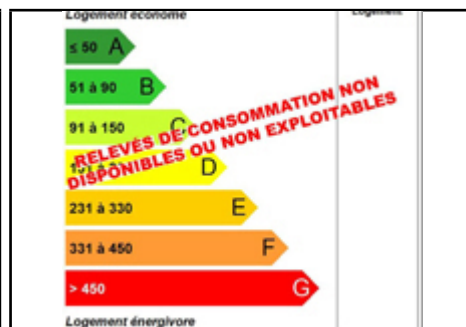 Logement économe
Logement
≤ 50 A
51 à 90 B
91 à 150 C
RELEVÉS DE CONSOMMATION NON
DISPONIBLES OU NON EXPLOITABLES
D
231 à 330 E
331 à 450 F
> 450 G
Logement énergivore